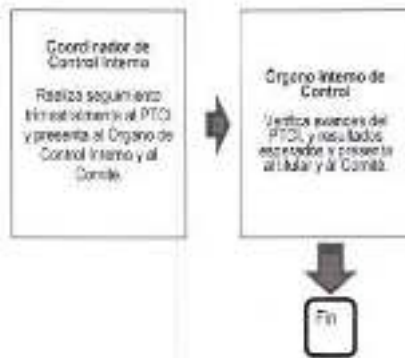 Coordinador de
Control Interno
Realiza seguimiento
trimestralmente al PTCI
y presenta al Órgano de
Control Interno y al
Comité.
Órgano Interno de
Control
Verifica avances del
PTCI, y resultados
esperados y presenta
al titular y al Comité.
Fin